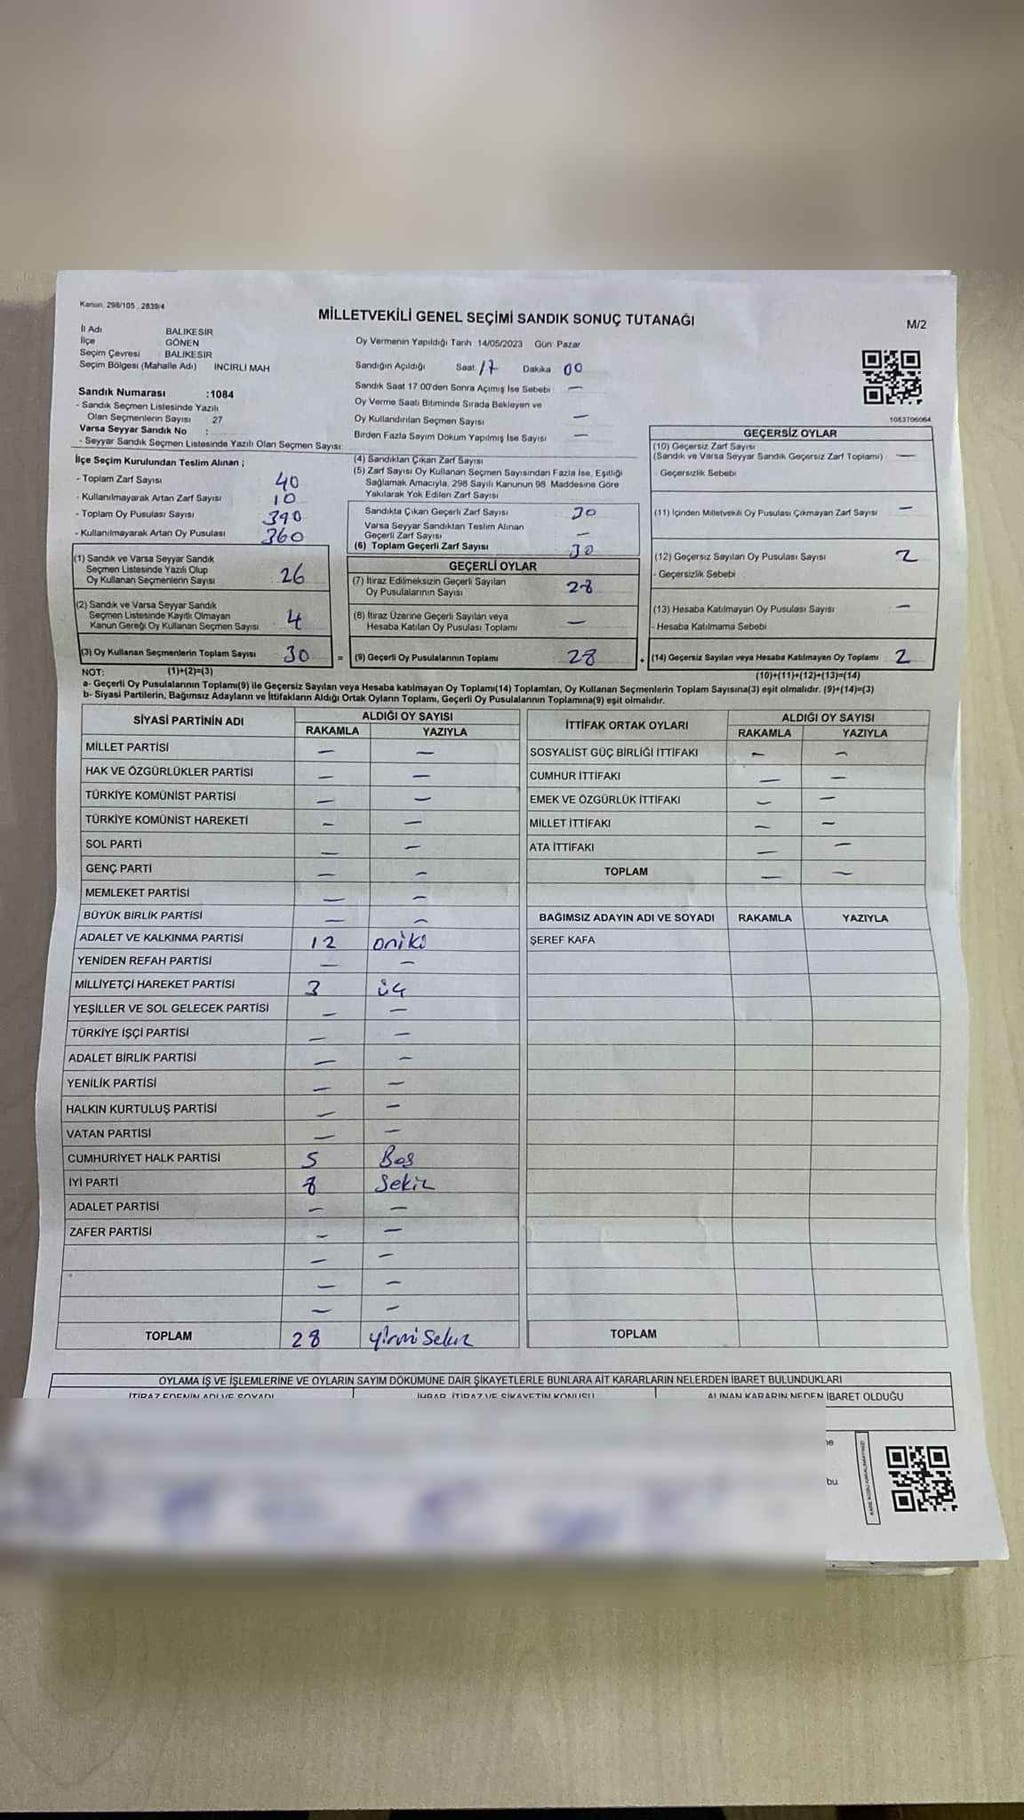 Kanun: 298/105 , 2839/4
MİLLETVEKİLİ GENEL SEÇİMİ SANDIK SONUÇ TUTANAĞI
M/2
İl Adı BALIKESİR
İlçe GÖNEN
Seçim Çevresi BALIKESİR
Seçim Bölgesi (Mahalle Adı) İNCİRLİ MAH
Sandık Numarası :1084
- Sandık Seçmen Listesinde Yazılı
Olan Seçmenlerin Sayısı 27
Varsa Seyyar Sandık No :
- Seyyar Sandık Seçmen Listesinde Yazılı Olan Seçmen Sayısı:
Oy Vermenin Yapıldığı Tarih 14/05/2023 Gün: Pazar
Sandığın Açıldığı Saat 17 Dakika 00
Sandık Saat 17 00'den Sonra Açımış İse Sebebi —
Oy Verme Saati Bitiminde Sırada Bekleyen ve
Oy Kullandırılan Seçmen Sayısı —
Birden Fazla Sayım Döküm Yapılmış İse Sayısı —
1083706064
İlçe Seçim Kurulundan Teslim Alınan ;
- Toplam Zarf Sayısı 40
- Kullanılmayarak Artan Zarf Sayısı 10
- Toplam Oy Pusulası Sayısı 390
- Kullanılmayarak Artan Oy Pusulası 360
(4) Sandıktan Çıkan Zarf Sayısı
(5) Zarf Sayısı Oy Kullanan Seçmen Sayısından Fazla İse, Eşitliği
Sağlamak Amacıyla, 298 Sayılı Kanunun 98 Maddesine Göre
Yakılarak Yok Edilen Zarf Sayısı
Sandıkta Çıkan Geçerli Zarf Sayısı 30
Varsa Seyyar Sandıktan Teslim Alınan
Geçerli Zarf Sayısı —
(6) Toplam Geçerli Zarf Sayısı 30
GEÇERSİZ OYLAR
(10) Geçersiz Zarf Sayısı
(Sandık ve Varsa Seyyar Sandık Geçersiz Zarf Toplamı) —
Geçersizlik Sebebi
(11) İçinden Milletvekili Oy Pusulası Çıkmayan Zarf Sayısı —
(12) Geçersiz Sayılan Oy Pusulası Sayısı 2
- Geçersizlik Sebebi
(13) Hesaba Katılmayan Oy Pusulası Sayısı —
- Hesaba Katılmama Sebebi
(1) Sandık ve Varsa Seyyar Sandık
Seçmen Listesinde Yazılı Olup
Oy Kullanan Seçmenlerin Sayısı 26
(2) Sandık ve Varsa Seyyar Sandık
Seçmen Listesinde Kayıtlı Olmayan
Kanun Gereği Oy Kullanan Seçmen Sayısı 4
GEÇERLİ OYLAR
(7) İtiraz Edilmeksizin Geçerli Sayılan
Oy Pusulalarının Sayısı 28
(8) İtiraz Üzerine Geçerli Sayılan veya
Hesaba Katılan Oy Pusulası Toplamı —
(3) Oy Kullanan Seçmenlerin Toplam Sayısı 30 = (9) Geçerli Oy Pusulalarının Toplamı 28 + (14) Geçersiz Sayılan veya Hesaba Katılmayan Oy Toplamı 2
NOT: (1)+(2)=(3) (10)+(11)+(12)+(13)=(14)
a- Geçerli Oy Pusulalarının Toplamı(9) ile Geçersiz Sayılan veya Hesaba katılmayan Oy Toplamı(14) Toplamları, Oy Kullanan Seçmenlerin Toplam Sayısına(3) eşit olmalıdır. (9)+(14)=(3)
b- Siyasi Partilerin, Bağımsız Adayların ve İttifakların Aldığı Ortak Oyların Toplamı, Geçerli Oy Pusulalarının Toplamına(9) eşit olmalıdır.
SİYASİ PARTİNİN ADI ALDIĞI OY SAYISI
RAKAMLA YAZIYLA
MİLLET PARTİSİ — —
HAK VE ÖZGÜRLÜKLER PARTİSİ — —
TÜRKİYE KOMÜNİST PARTİSİ — —
TÜRKİYE KOMÜNİST HAREKETİ — —
SOL PARTİ — —
GENÇ PARTİ — —
MEMLEKET PARTİSİ — —
BÜYÜK BİRLİK PARTİSİ — —
ADALET VE KALKINMA PARTİSİ 12 oniki
YENİDEN REFAH PARTİSİ — —
MİLLİYETÇİ HAREKET PARTİSİ 3 üç
YEŞİLLER VE SOL GELECEK PARTİSİ — —
TÜRKİYE İŞÇİ PARTİSİ — —
ADALET BİRLİK PARTİSİ — —
YENİLİK PARTİSİ — —
HALKIN KURTULUŞ PARTİSİ — —
VATAN PARTİSİ — —
CUMHURİYET HALK PARTİSİ 5 Beş
İYİ PARTİ 8 Sekiz
ADALET PARTİSİ — —
ZAFER PARTİSİ — —
— —
— —
— —
TOPLAM 28 yirmi Sekiz
İTTİFAK ORTAK OYLARI ALDIĞI OY SAYISI
RAKAMLA YAZIYLA
SOSYALİST GÜÇ BİRLİĞİ İTTİFAKI — —
CUMHUR İTTİFAKI — —
EMEK VE ÖZGÜRLÜK İTTİFAKI — —
MİLLET İTTİFAKI — —
ATA İTTİFAKI — —
TOPLAM — —
BAĞIMSIZ ADAYIN ADI VE SOYADI RAKAMLA YAZIYLA
ŞEREF KAFA
TOPLAM
OYLAMA İŞ VE İŞLEMLERİNE VE OYLARIN SAYIM DÖKÜMÜNE DAİR ŞİKAYETLERLE BUNLARA AİT KARARLARIN NELERDEN İBARET BULUNDUKLARI
İTİRAZ EDENİN ADI VE SOYADI İHBAR, İTİRAZ VE ŞİKAYETİN KONUSU ALINAN KARARIN NEDEN İBARET OLDUĞU
ne
bu